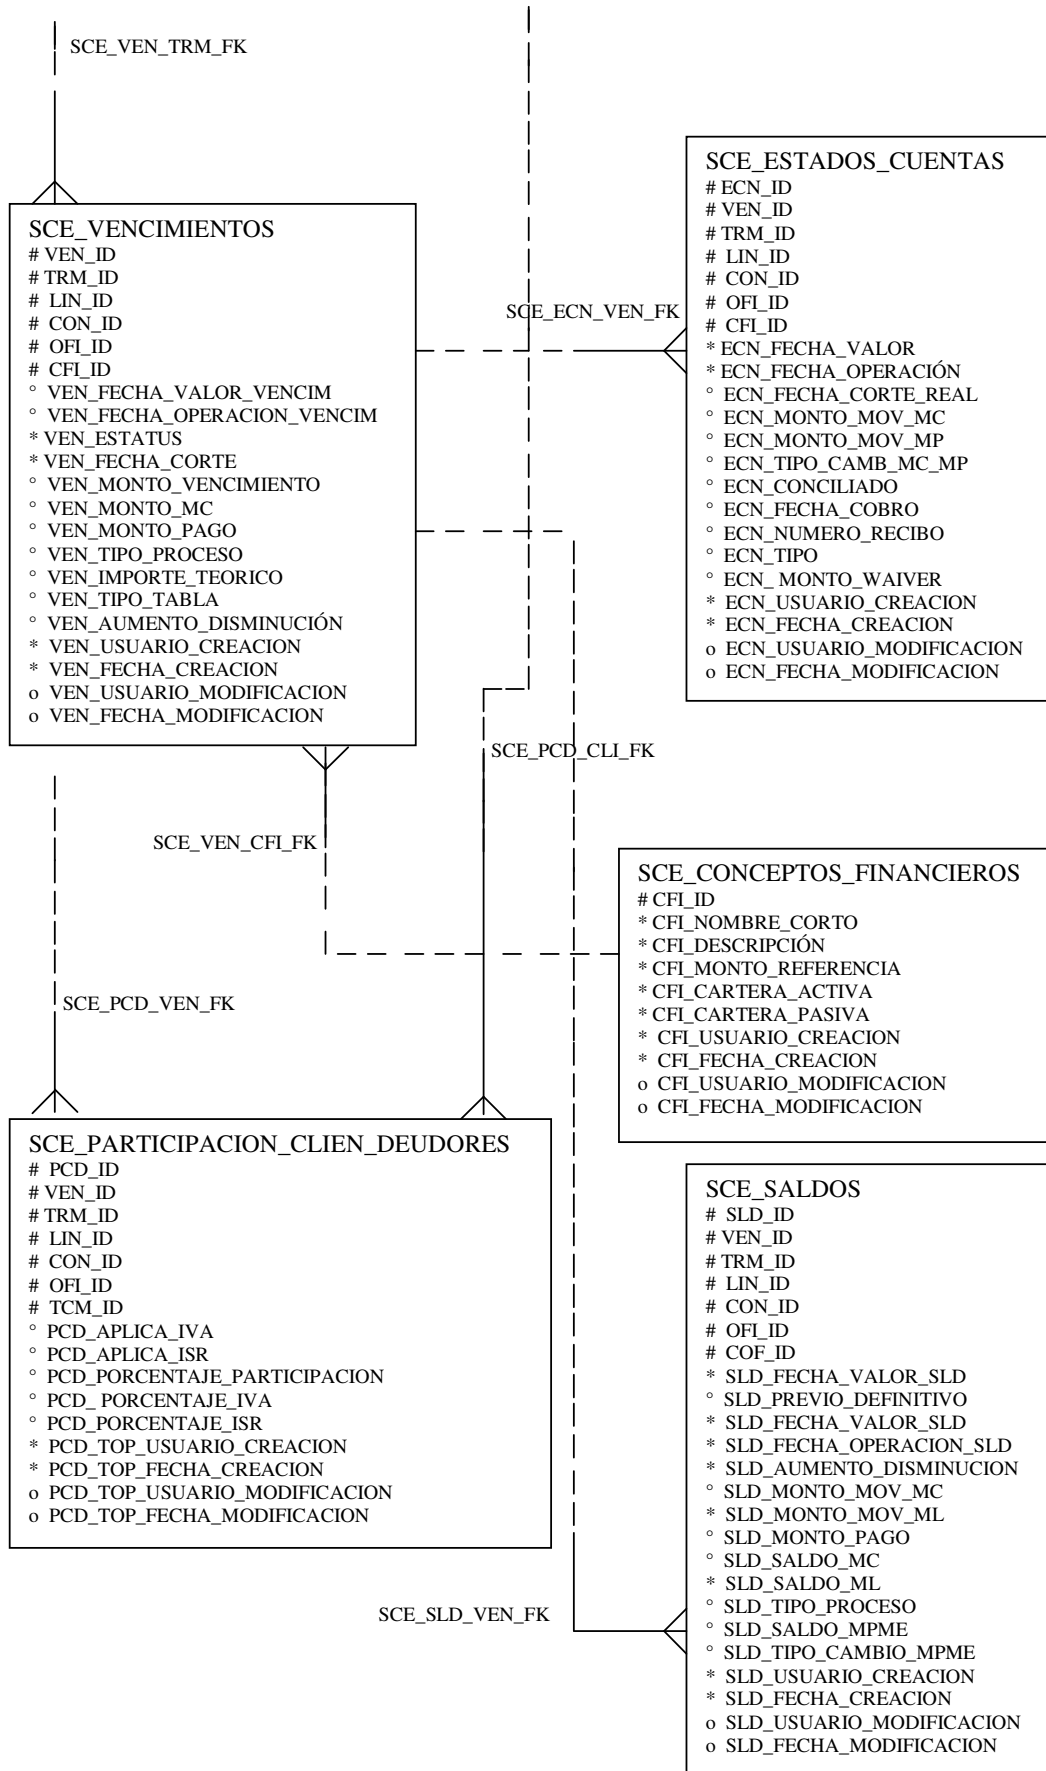 SCE_VEN_TRM_FK
SCE_VENCIMIENTOS
# VEN_ID
# TRM_ID
# LIN_ID
# CON_ID
# OFI_ID
# CFI_ID
° VEN_FECHA_VALOR_VENCIM
° VEN_FECHA_OPERACION_VENCIM
* VEN_ESTATUS
* VEN_FECHA_CORTE
° VEN_MONTO_VENCIMIENTO
° VEN_MONTO_MC
° VEN_MONTO_PAGO
° VEN_TIPO_PROCESO
° VEN_IMPORTE_TEORICO
° VEN_TIPO_TABLA
° VEN_AUMENTO_DISMINUCIÓN
* VEN_USUARIO_CREACION
* VEN_FECHA_CREACION
o VEN_USUARIO_MODIFICACION
o VEN_FECHA_MODIFICACION
SCE_ECN_VEN_FK
SCE_ESTADOS_CUENTAS
# ECN_ID
# VEN_ID
# TRM_ID
# LIN_ID
# CON_ID
# OFI_ID
# CFI_ID
* ECN_FECHA_VALOR
* ECN_FECHA_OPERACIÓN
° ECN_FECHA_CORTE_REAL
° ECN_MONTO_MOV_MC
° ECN_MONTO_MOV_MP
° ECN_TIPO_CAMB_MC_MP
° ECN_CONCILIADO
° ECN_FECHA_COBRO
° ECN_NUMERO_RECIBO
° ECN_TIPO
° ECN_ MONTO_WAIVER
* ECN_USUARIO_CREACION
* ECN_FECHA_CREACION
o ECN_USUARIO_MODIFICACION
o ECN_FECHA_MODIFICACION
SCE_PCD_CLI_FK
SCE_VEN_CFI_FK
SCE_CONCEPTOS_FINANCIEROS
# CFI_ID
* CFI_NOMBRE_CORTO
* CFI_DESCRIPCIÓN
* CFI_MONTO_REFERENCIA
* CFI_CARTERA_ACTIVA
* CFI_CARTERA_PASIVA
* CFI_USUARIO_CREACION
* CFI_FECHA_CREACION
o CFI_USUARIO_MODIFICACION
o CFI_FECHA_MODIFICACION
SCE_PCD_VEN_FK
SCE_PARTICIPACION_CLIEN_DEUDORES
# PCD_ID
# VEN_ID
# TRM_ID
# LIN_ID
# CON_ID
# OFI_ID
# TCM_ID
° PCD_APLICA_IVA
° PCD_APLICA_ISR
° PCD_PORCENTAJE_PARTICIPACION
° PCD_ PORCENTAJE_IVA
° PCD_PORCENTAJE_ISR
* PCD_TOP_USUARIO_CREACION
* PCD_TOP_FECHA_CREACION
o PCD_TOP_USUARIO_MODIFICACION
o PCD_TOP_FECHA_MODIFICACION
SCE_SLD_VEN_FK
SCE_SALDOS
# SLD_ID
# VEN_ID
# TRM_ID
# LIN_ID
# CON_ID
# OFI_ID
# COF_ID
* SLD_FECHA_VALOR_SLD
° SLD_PREVIO_DEFINITIVO
* SLD_FECHA_VALOR_SLD
* SLD_FECHA_OPERACION_SLD
* SLD_AUMENTO_DISMINUCION
° SLD_MONTO_MOV_MC
* SLD_MONTO_MOV_ML
° SLD_MONTO_PAGO
° SLD_SALDO_MC
* SLD_SALDO_ML
° SLD_TIPO_PROCESO
° SLD_SALDO_MPME
° SLD_TIPO_CAMBIO_MPME
* SLD_USUARIO_CREACION
* SLD_FECHA_CREACION
o SLD_USUARIO_MODIFICACION
o SLD_FECHA_MODIFICACION